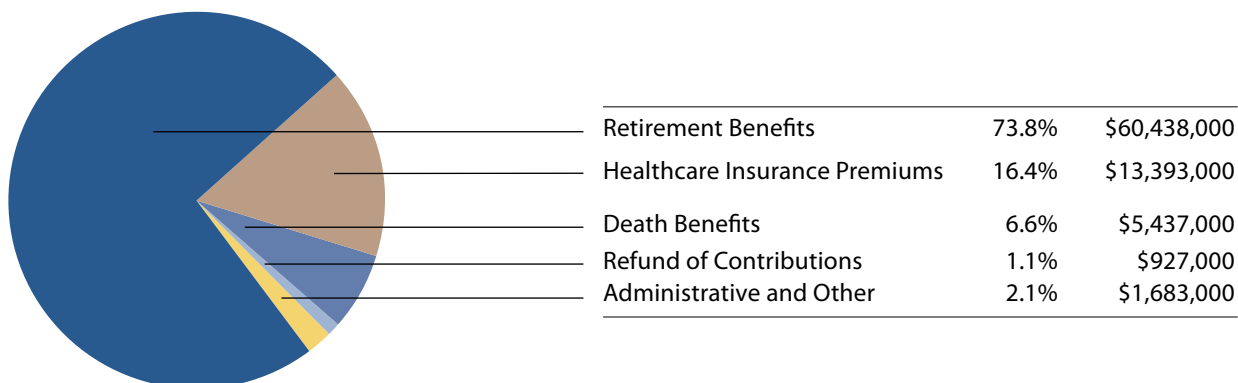 Retirement Benefits 73.8% $60,438,000
Healthcare Insurance Premiums 16.4% $13,393,000
Death Benefits 6.6% $5,437,000
Refund of Contributions 1.1% $927,000
Administrative and Other 2.1% $1,683,000